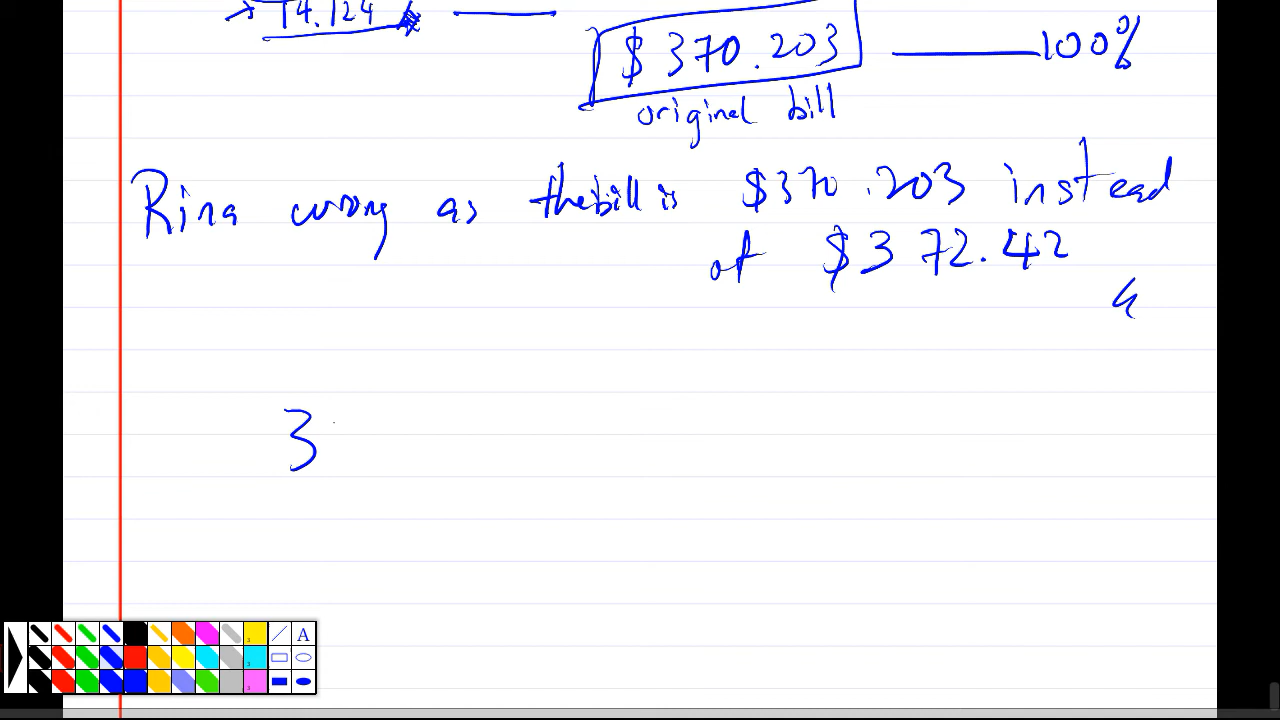 14.124
$370.203 100%
original bill
Rina wrong as the bill is $370.203 instead
of $372.42
3
A